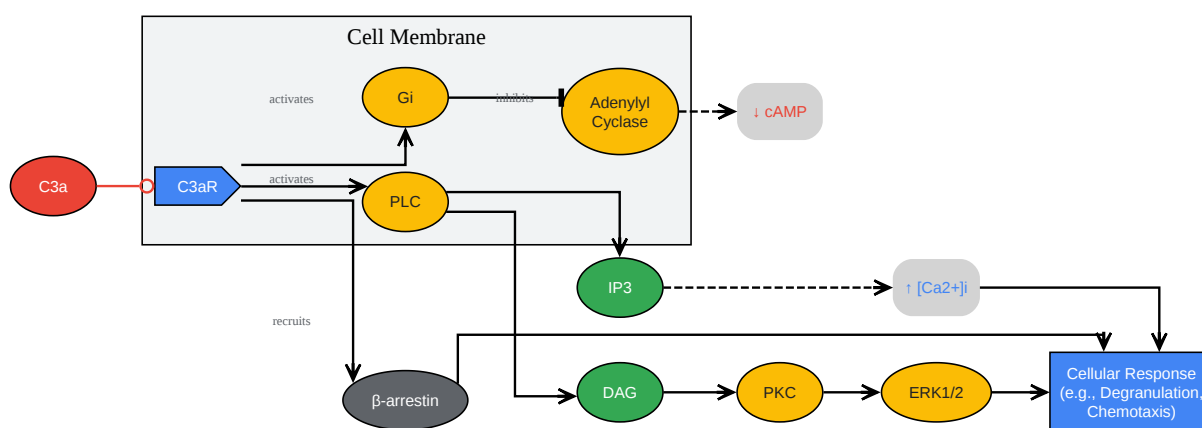 Cell Membrane
activates
Gi
inhibits
Adenylyl
Cyclase
↓ cAMP
C3a
C3aR
activates
PLC
IP3
↑ [Ca2+]i
recruits
β-arrestin
DAG
PKC
ERK1/2
Cellular Response
(e.g., Degranulation,
Chemotaxis)